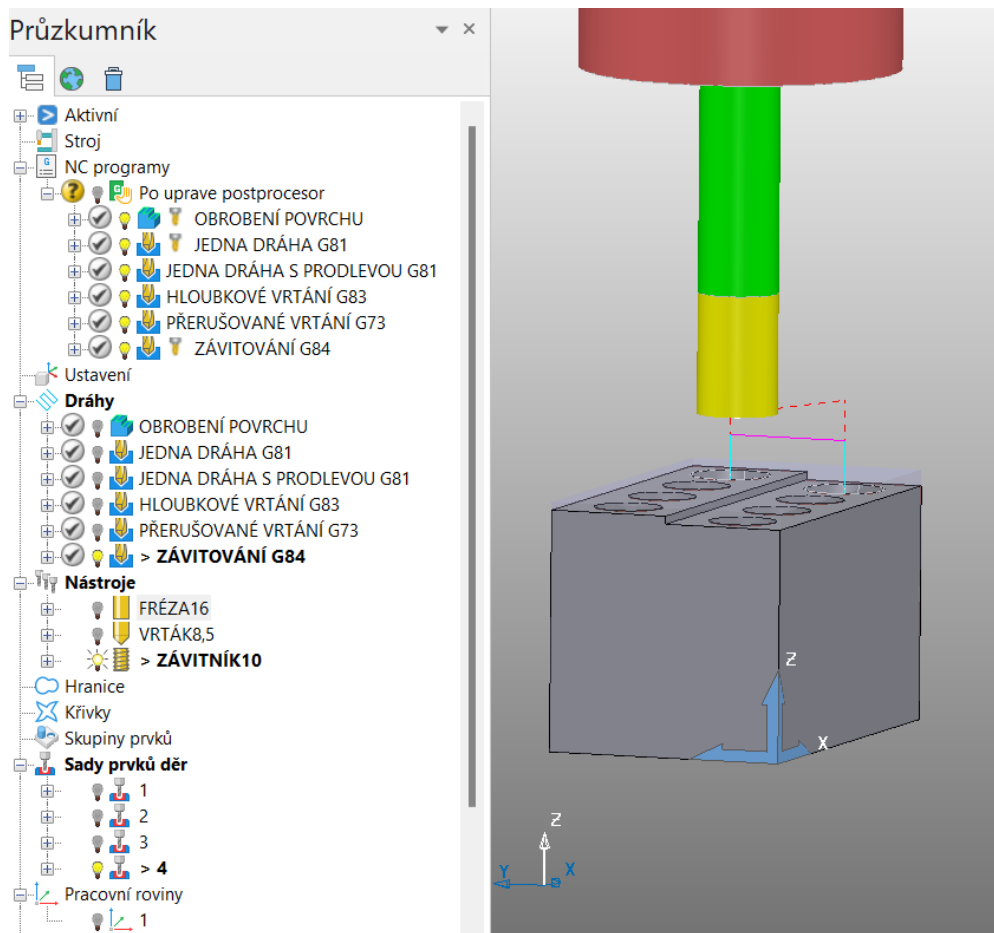 Průzkumník
Aktivní
Stroj
NC programy
Po uprave postprocesor
OBROBENÍ POVRCHU
JEDNA DRÁHA G81
JEDNA DRÁHA S PRODLEVOU G81
HLOUBKOVÉ VRTÁNÍ G83
PŘERUŠOVANÉ VRTÁNÍ G73
ZÁVITOVÁNÍ G84
Ustavení
Dráhy
OBROBENÍ POVRCHU
JEDNA DRÁHA G81
JEDNA DRÁHA S PRODLEVOU G81
HLOUBKOVÉ VRTÁNÍ G83
PŘERUŠOVANÉ VRTÁNÍ G73
> ZÁVITOVÁNÍ G84
Nástroje
FRÉZA16
VRTÁK8,5
> ZÁVITNÍK10
Hranice
Křivky
Skupiny prvků
Sady prvků děr
1
2
3
> 4
Pracovní roviny
1
Z
X
Z
Y X